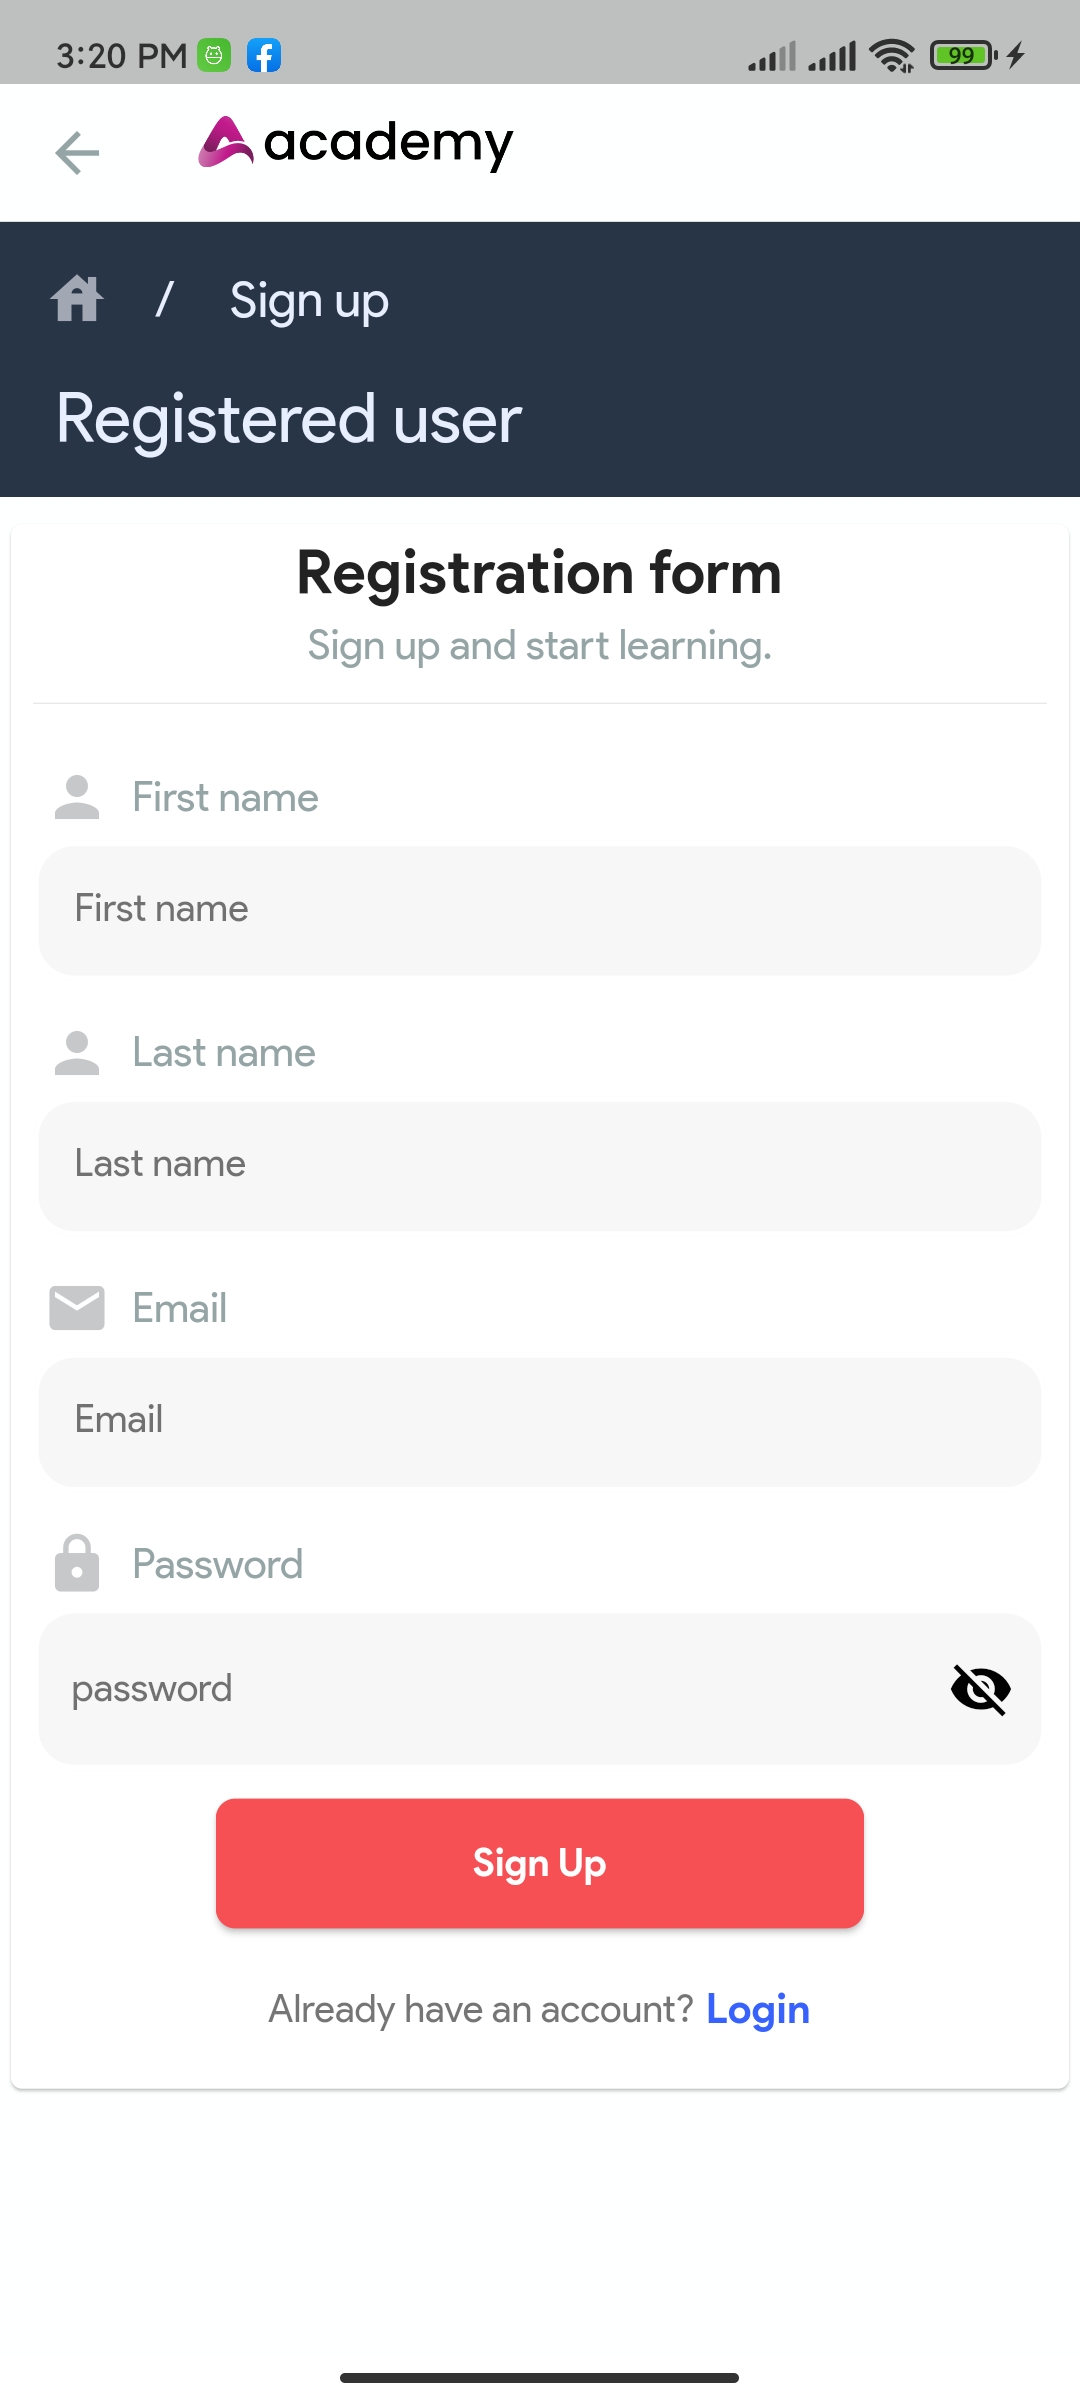 3:20 PM
99
academy
/ Sign up
Registered user
Registration form
Sign up and start learning.
First name
First name
Last name
Last name
Email
Email
Password
password
Sign Up
Already have an account? Login